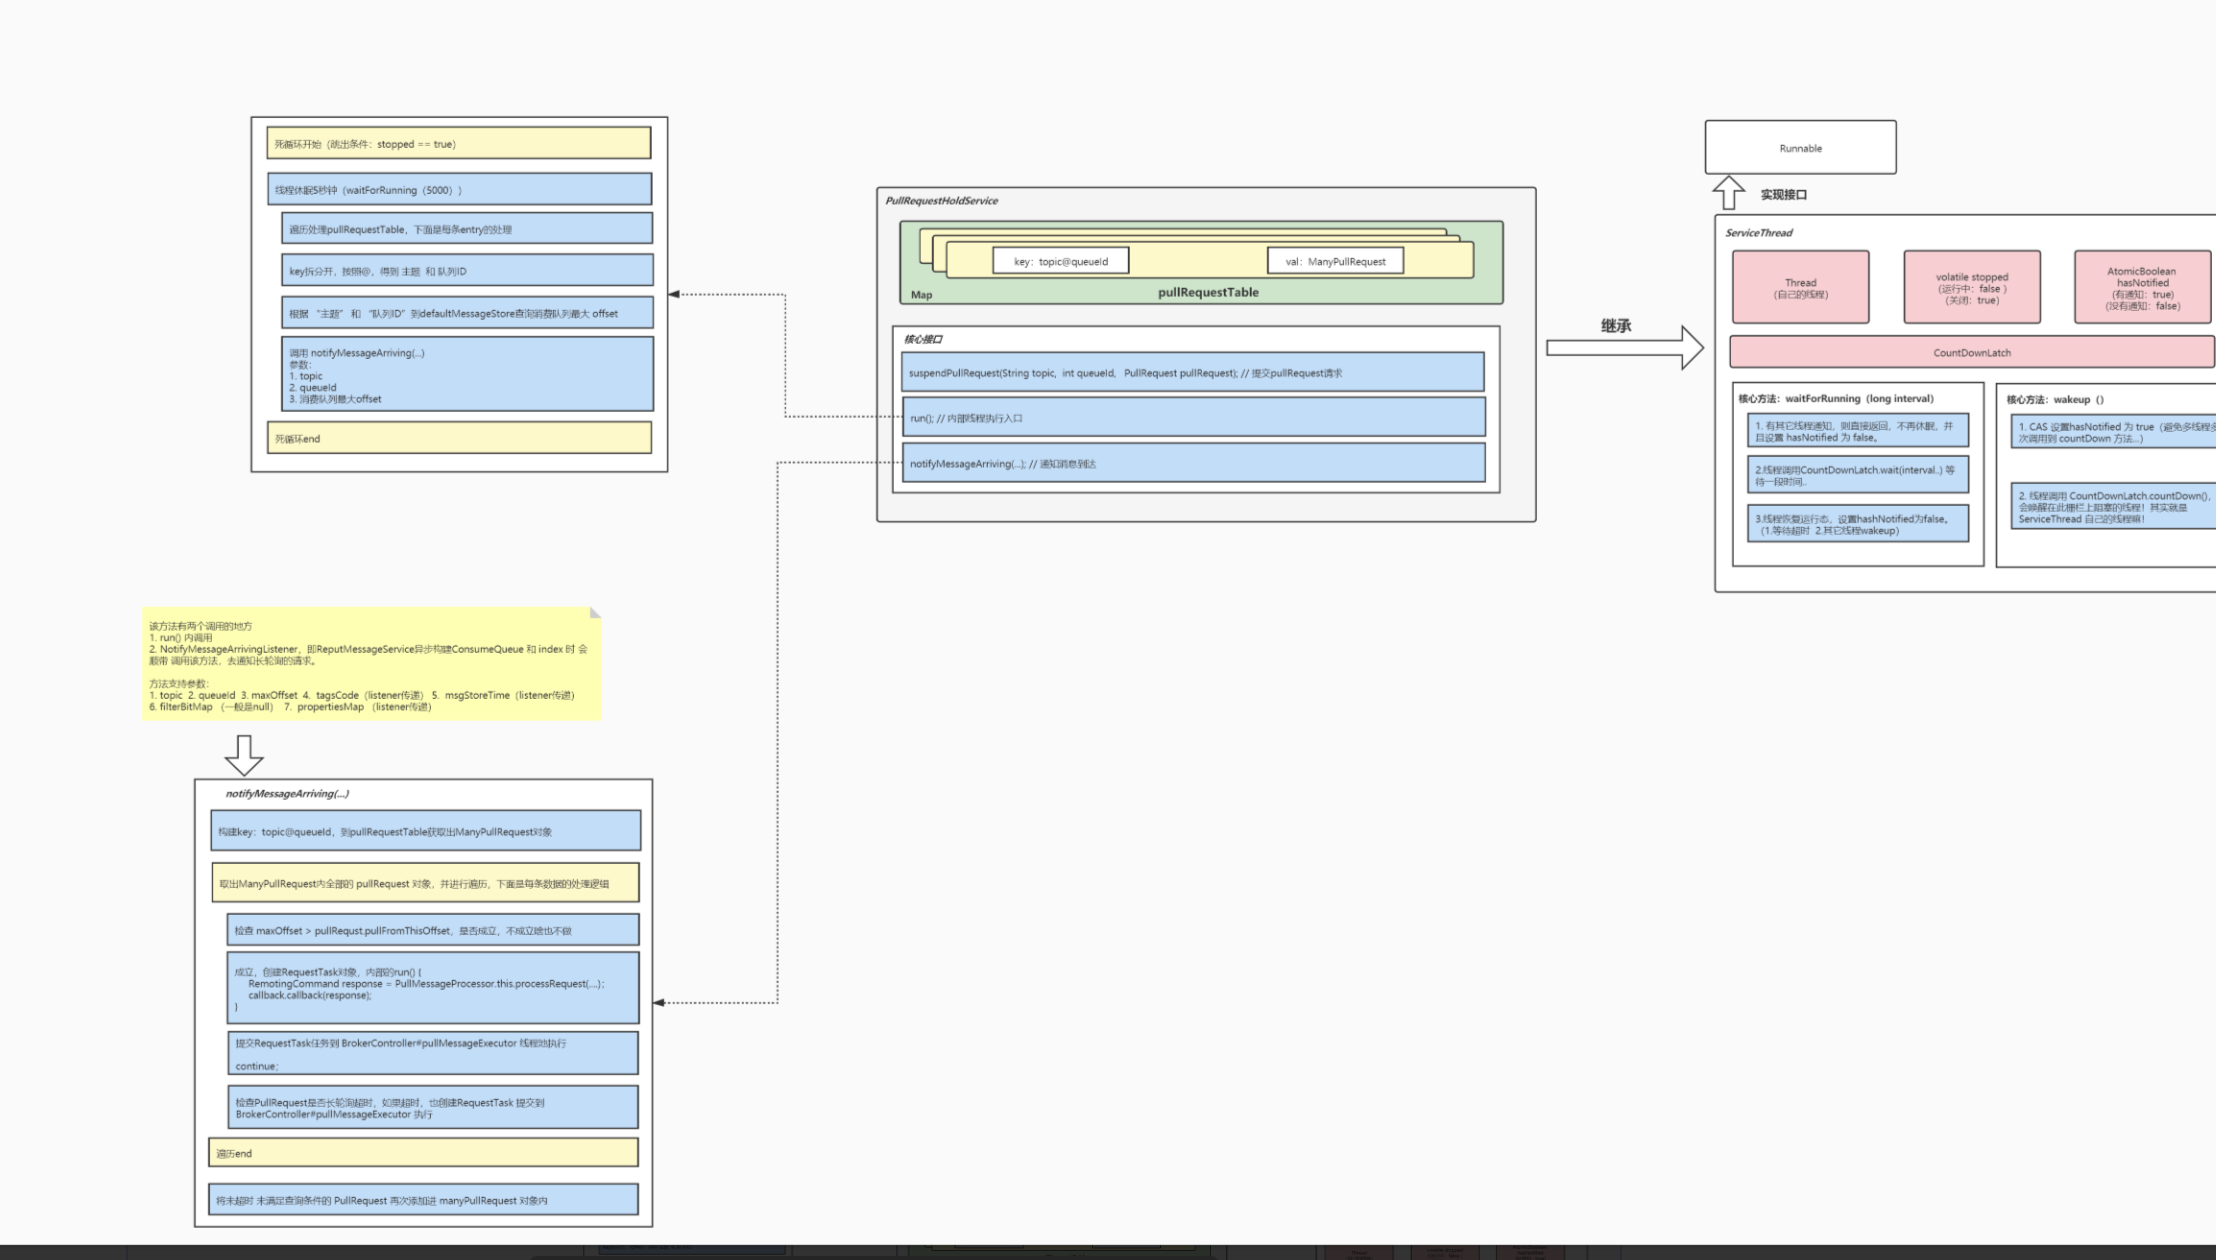 死循环开始（跳出条件：stopped == true）
线程休眠5秒钟（waitForRunning（5000））
遍历处理pullRequestTable，下面是每条entry的处理
key拆分开，按照@，得到 主题 和 队列ID
根据 “主题” 和 “队列ID”到defaultMessageStore查询消费队列最大 offset
调用 notifyMessageArriving(...)
参数：
1. topic
2. queueId
3. 消费队列最大offset
死循环end
PullRequestHoldService
key：topic@queueId
val：ManyPullRequest
Map
pullRequestTable
核心接口
suspendPullRequest(String topic, int queueId, PullRequest pullRequest); // 提交pullRequest请求
run(); // 内部线程执行入口
notifyMessageArriving(...); // 通知消息到达
继承
Runnable
实现接口
ServiceThread
Thread
(自己的线程)
volatile stopped
(运行中：false )
(关闭：true)
AtomicBoolean
hasNotified
(有通知：true)
(没有通知：false)
CountDownLatch
核心方法：waitForRunning（long interval）
1. 有其它线程通知，则直接返回，不再休眠，并
且设置 hasNotified 为 false。
2.线程调用CountDownLatch.wait(interval..) 等
待一段时间..
3.线程恢复运行态，设置hashNotified为false。
（1.等待超时 2.其它线程wakeup）
核心方法：wakeup（）
1. CAS 设置hasNotified 为 true（避免多线程多
次调用到 countDown 方法...）
2. 线程调用 CountDownLatch.countDown()，
会唤醒在此栅栏上阻塞的线程！其实就是
ServiceThread 自己的线程嘛！
该方法有两个调用的地方
1. run() 内调用
2. NotifyMessageArrivingListener，即ReputMessageService异步构建ConsumeQueue 和 index 时 会
顺带 调用该方法，去通知长轮询的请求。
方法支持参数：
1. topic 2. queueId 3. maxOffset 4. tagsCode（listener传递） 5. msgStoreTime（listener传递）
6. filterBitMap （一般是null） 7. propertiesMap （listener传递）
notifyMessageArriving(...)
构建key：topic@queueId，到pullRequestTable获取出ManyPullRequest对象
取出ManyPullRequest内全部的 pullRequest 对象，并进行遍历，下面是每条数据的处理逻辑
检查 maxOffset > pullRequst.pullFromThisOffset，是否成立，不成立啥也不做
成立，创建RequestTask对象，内部的run() {
RemotingCommand response = PullMessageProcessor.this.processRequest(....);
callback.callback(response);
}
提交RequestTask任务到 BrokerController#pullMessageExecutor 线程池执行
continue;
检查PullRequest是否长轮询超时，如果超时，也创建RequestTask 提交到
BrokerController#pullMessageExecutor 执行
遍历end
将未超时 未满足查询条件的 PullRequest 再次添加进 manyPullRequest 对象内